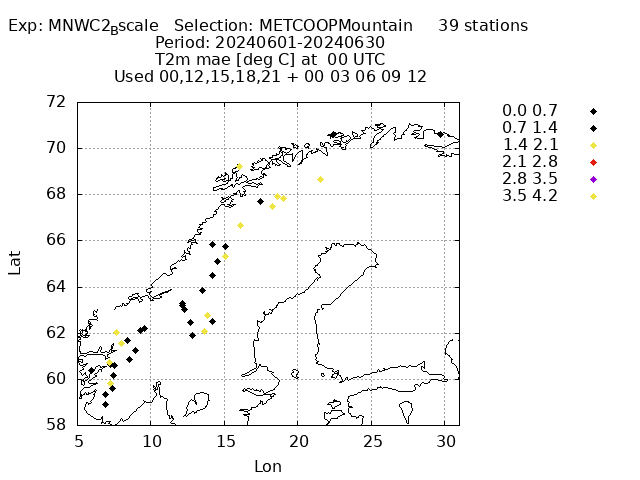 Exp: MNWC2Bscale Selection: METCOOPMountain 39 stations
Period: 20240601-20240630
T2m mae [deg C] at 00 UTC
Used 00,12,15,18,21 + 00 03 06 09 12
0.0 0.7
0.7 1.4
1.4 2.1
2.1 2.8
2.8 3.5
3.5 4.2
72
70
68
66
64
62
60
58
Lat
5 10 15 20 25 30
Lon